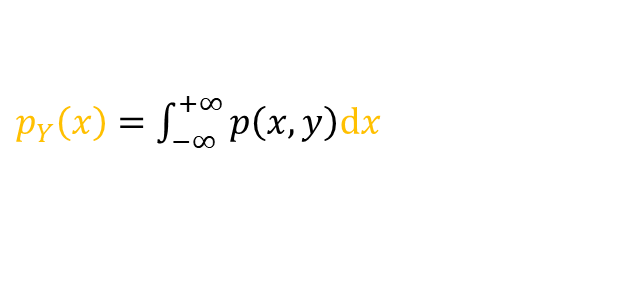 p_Y(x) = ∫_{-∞}^{+∞} p(x, y)dx